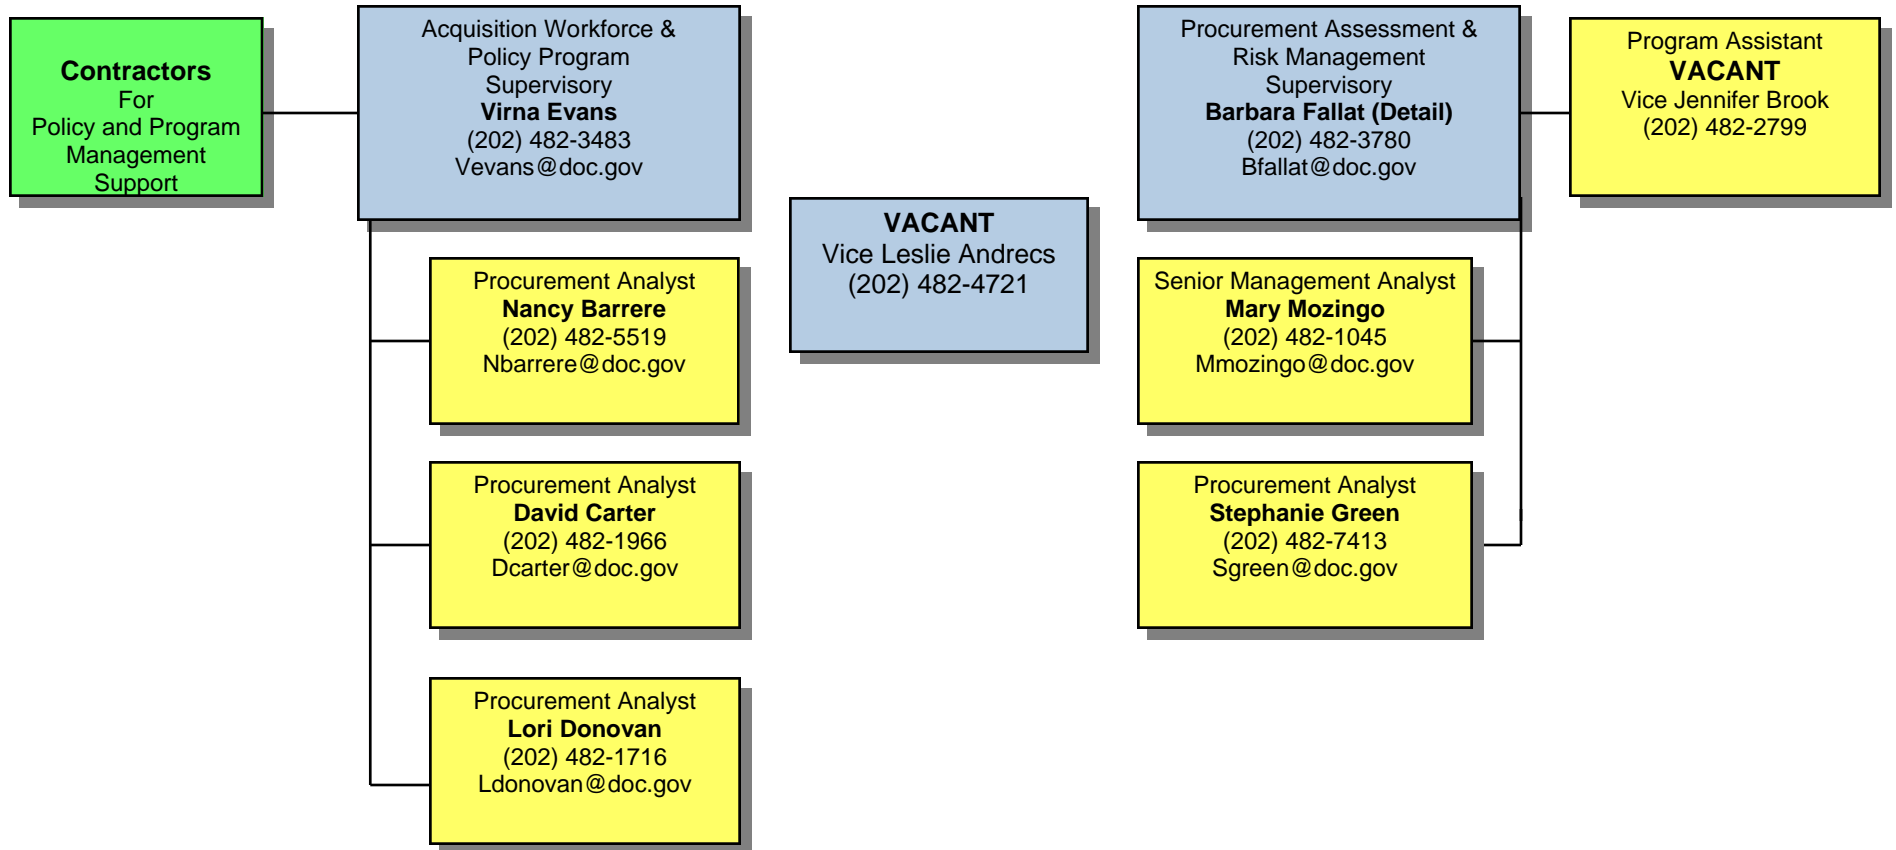 Contractors
For
Policy and Program
Management
Support
Acquisition Workforce &
Policy Program
Supervisory
Virna Evans
(202) 482-3483
Vevans@doc.gov
Procurement Assessment &
Risk Management
Supervisory
Barbara Fallat (Detail)
(202) 482-3780
Bfallat@doc.gov
Program Assistant
VACANT
Vice Jennifer Brook
(202) 482-2799
VACANT
Vice Leslie Andrecs
(202) 482-4721
Procurement Analyst
Nancy Barrere
(202) 482-5519
Nbarrere@doc.gov
Senior Management Analyst
Mary Mozingo
(202) 482-1045
Mmozingo@doc.gov
Procurement Analyst
David Carter
(202) 482-1966
Dcarter@doc.gov
Procurement Analyst
Stephanie Green
(202) 482-7413
Sgreen@doc.gov
Procurement Analyst
Lori Donovan
(202) 482-1716
Ldonovan@doc.gov